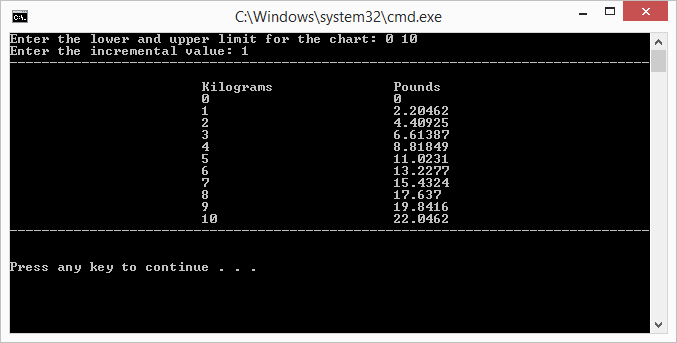 C:\Windows\system32\cmd.exe
Enter the lower and upper limit for the chart: 0 10
Enter the incremental value: 1
Kilograms Pounds
0 0
1 2.20462
2 4.40925
3 6.61387
4 8.81849
5 11.0231
6 13.2277
7 15.4324
8 17.637
9 19.8416
10 22.0462
Press any key to continue . . .